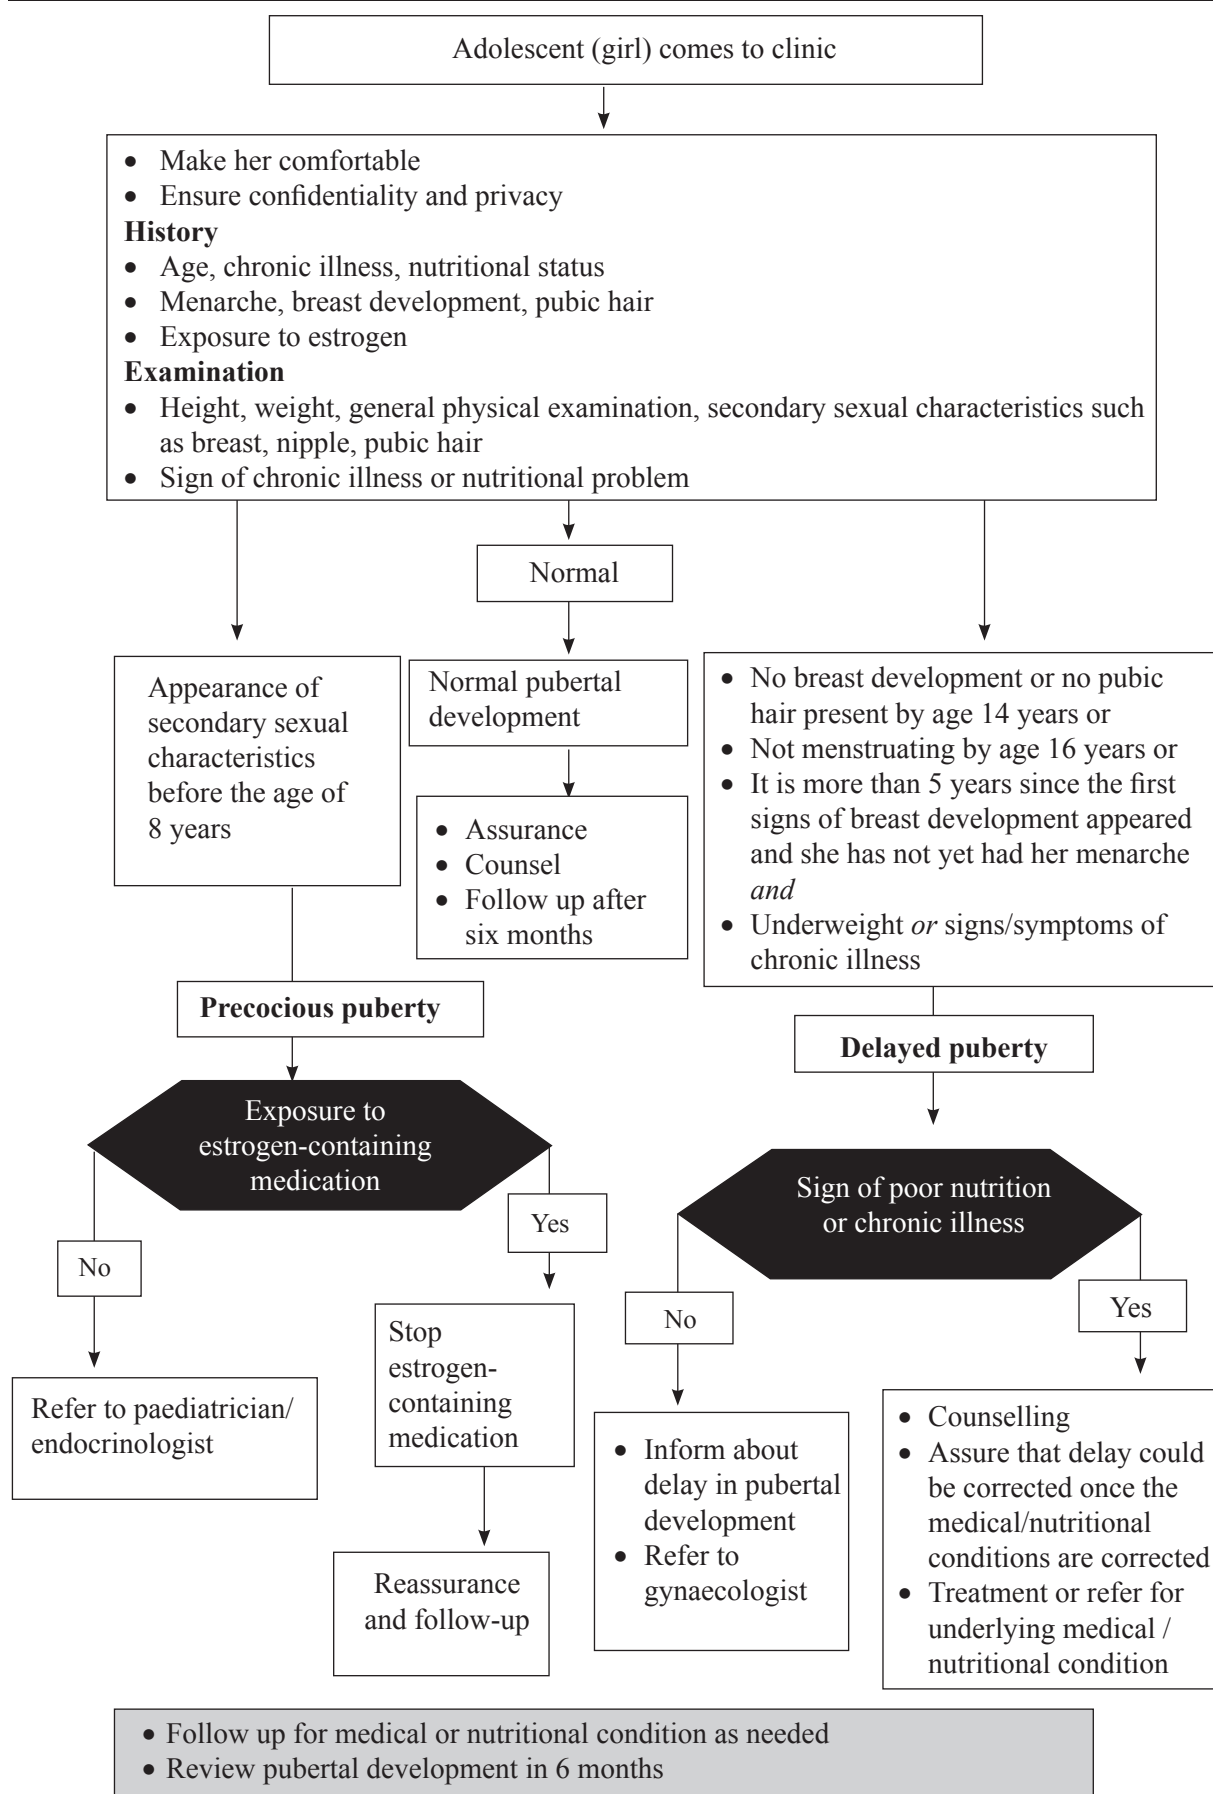 Adolescent (girl) comes to clinic
• Make her comfortable
• Ensure confidentiality and privacy
History
• Age, chronic illness, nutritional status
• Menarche, breast development, pubic hair
• Exposure to estrogen
Examination
• Height, weight, general physical examination, secondary sexual characteristics such
as breast, nipple, pubic hair
• Sign of chronic illness or nutritional problem
Normal
Appearance of
secondary sexual
characteristics
before the age of
8 years
Normal pubertal
development
• Assurance
• Counsel
• Follow up after
six months
• No breast development or no pubic
hair present by age 14 years or
• Not menstruating by age 16 years or
• It is more than 5 years since the first
signs of breast development appeared
and she has not yet had her menarche
and
• Underweight or signs/symptoms of
chronic illness
Precocious puberty
Delayed puberty
Exposure to
estrogen-containing
medication
Sign of poor nutrition
or chronic illness
No
Yes
No
Yes
Refer to paediatrician/
endocrinologist
Stop
estrogen-
containing
medication
Reassurance
and follow-up
• Inform about
delay in pubertal
development
• Refer to
gynaecologist
• Counselling
• Assure that delay could
be corrected once the
medical/nutritional
conditions are corrected
• Treatment or refer for
underlying medical /
nutritional condition
• Follow up for medical or nutritional condition as needed
• Review pubertal development in 6 months